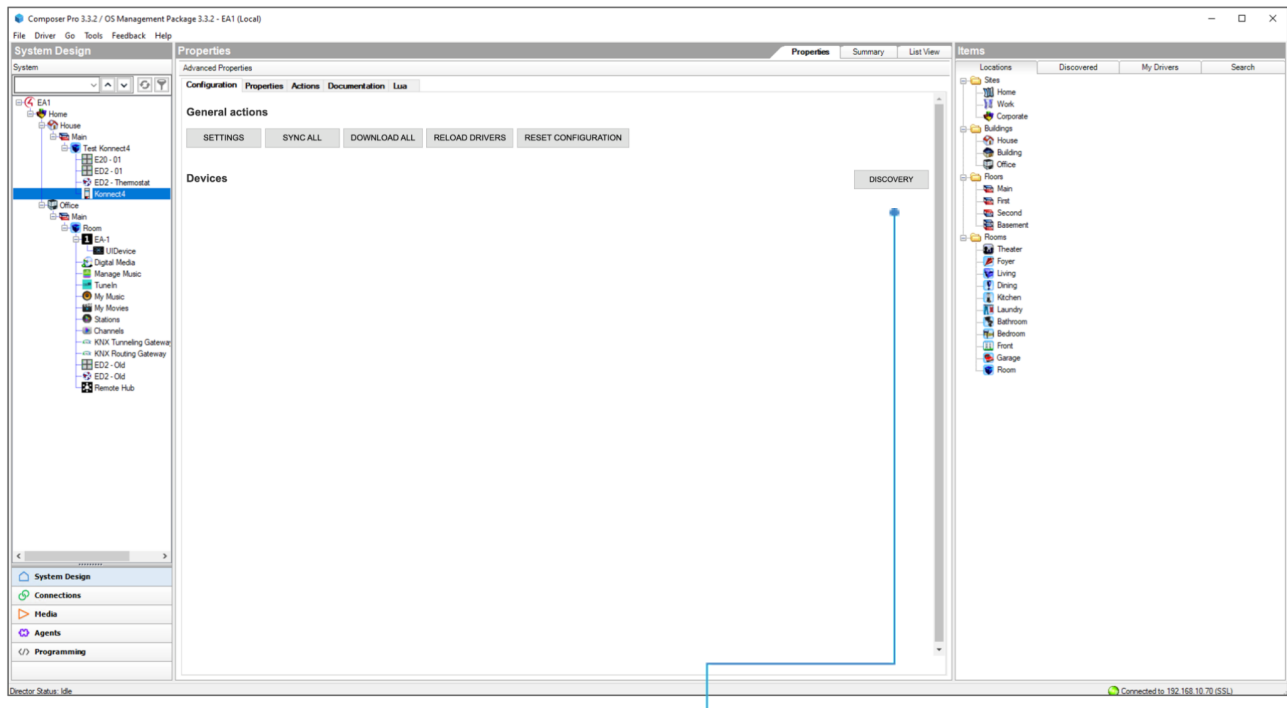 Composer Pro 3.3.2 / OS Management Package 3.3.2 - EA1 (Local)
File Driver Go Tools Feedback Help
System Design
System
EA1
Home
House
Main
Test Konnect4
E20 - 01
ED2 - 01
ED2 - Thermostat
Konnect4
Office
Main
Room
EA-1
UIDevice
Digital Media
Manage Music
TuneIn
My Music
My Movies
Stations
Channels
KNX Tunneling Gateway
KNX Routing Gateway
ED2 - Old
ED2 - Old
Remote Hub
System Design
Connections
Media
Agents
</> Programming
Properties
Properties Summary List View
Advanced Properties
Configuration Properties Actions Documentation Lua
General actions
SETTINGS SYNC ALL DOWNLOAD ALL RELOAD DRIVERS RESET CONFIGURATION
Devices
DISCOVERY
Items
Locations Discovered My Drivers Search
Sites
Home
Work
Corporate
Buildings
House
Building
Office
Floors
Main
First
Second
Basement
Rooms
Theater
Foyer
Living
Dining
Kitchen
Laundry
Bathroom
Bedroom
Front
Garage
Room
Director Status: Idle
Connected to 192.168.10.70 (SSL)